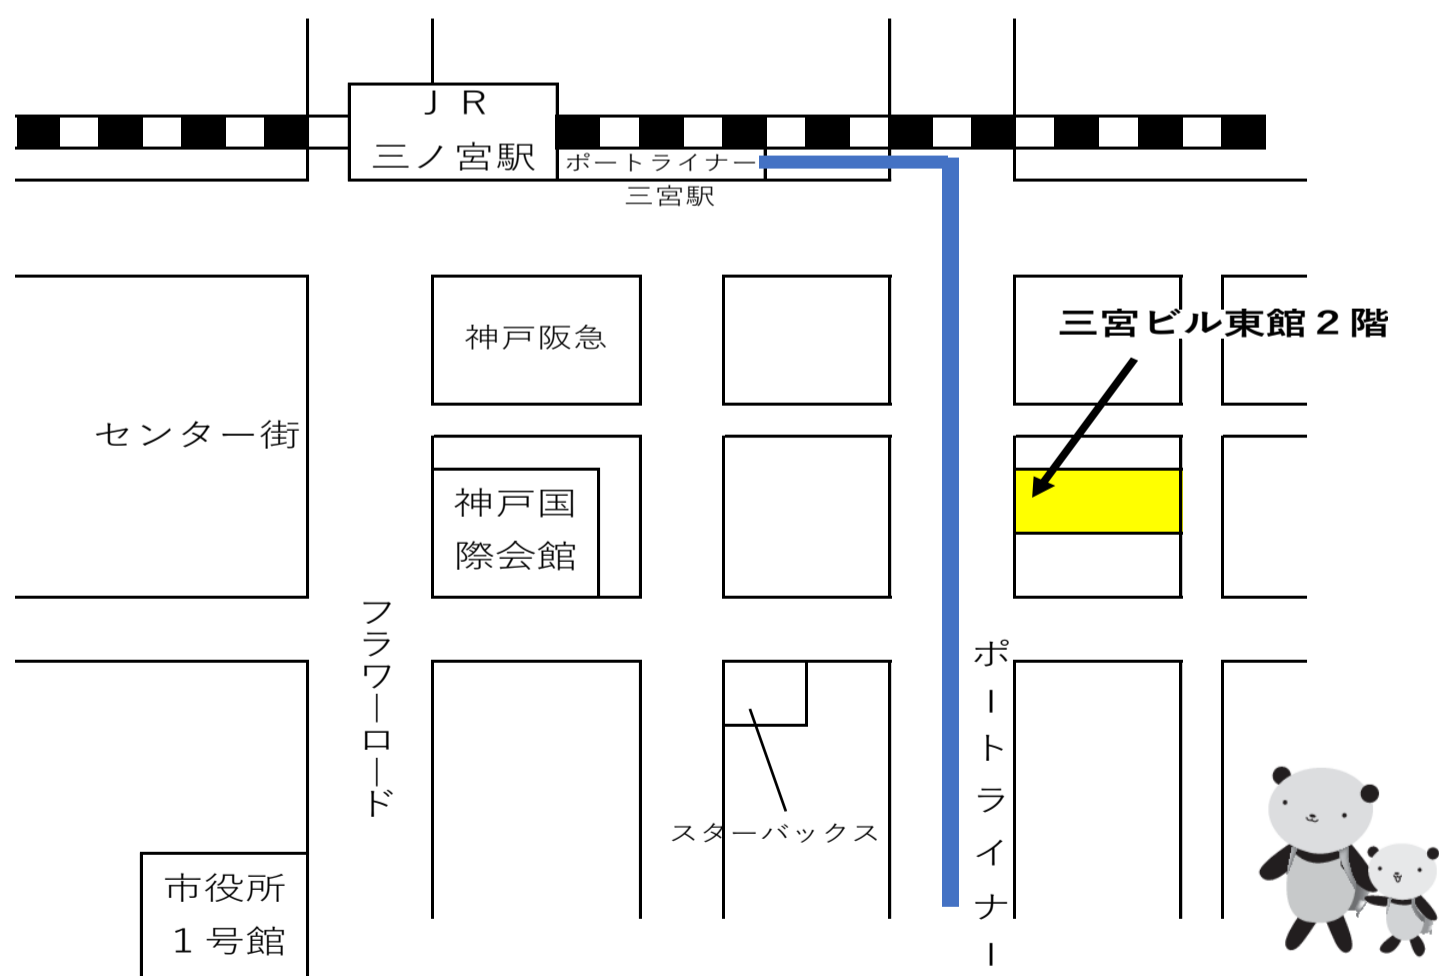 ＪＲ
三ノ宮駅
ポートライナー
三宮駅
神戸阪急
三宮ビル東館２階
センター街
神戸国
際会館
フラワーロード
ポートライナー
スターバックス
市役所
１号館